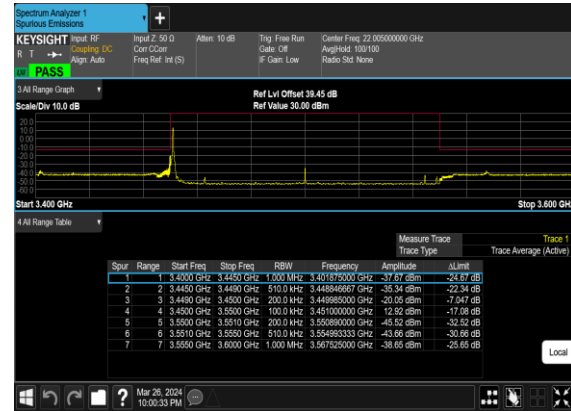 Spectrum Analyzer 1
Spurious Emissions
+
KEYSIGHT Input: RF Input Z: 50 Ω Atten: 10 dB Trig: Free Run Center Freq: 22.005000000 GHz
R T Coupling: DC Corr CCorr Gate: Off Avg|Hold: 100/100
Align: Auto Freq Ref: Int (S) IF Gain: Low Radio Std: None
PASS
3 All Range Graph Ref Lvl Offset 39.45 dB
Scale/Div 10.0 dB Ref Value 30.00 dBm
20.0
10.0
0.00
-10.0
-20.0
-30.0
-40.0
-50.0
-60.0
Start 3.400 GHz Stop 3.600 GHz
4 All Range Table
Measure Trace Trace 1
Trace Type Trace Average (Active)
Spur Range Start Freq Stop Freq RBW Frequency Amplitude ΔLimit
1 1 3.4000 GHz 3.4450 GHz 1.000 MHz 3.401875000 GHz -37.67 dBm -24.67 dB
2 2 3.4450 GHz 3.4490 GHz 510.0 kHz 3.448846667 GHz -35.34 dBm -22.34 dB
3 3 3.4490 GHz 3.4500 GHz 200.0 kHz 3.449985000 GHz -20.05 dBm -7.047 dB
4 4 3.4500 GHz 3.5500 GHz 100.0 kHz 3.451000000 GHz 12.92 dBm -17.08 dB
5 5 3.5500 GHz 3.5510 GHz 200.0 kHz 3.550890000 GHz -45.52 dBm -32.52 dB
6 6 3.5510 GHz 3.5550 GHz 510.0 kHz 3.554993333 GHz -43.66 dBm -30.66 dB
7 7 3.5550 GHz 3.6000 GHz 1.000 MHz 3.567525000 GHz -38.65 dBm -25.65 dB
Local
? Mar 26, 2024
10:00:33 PM